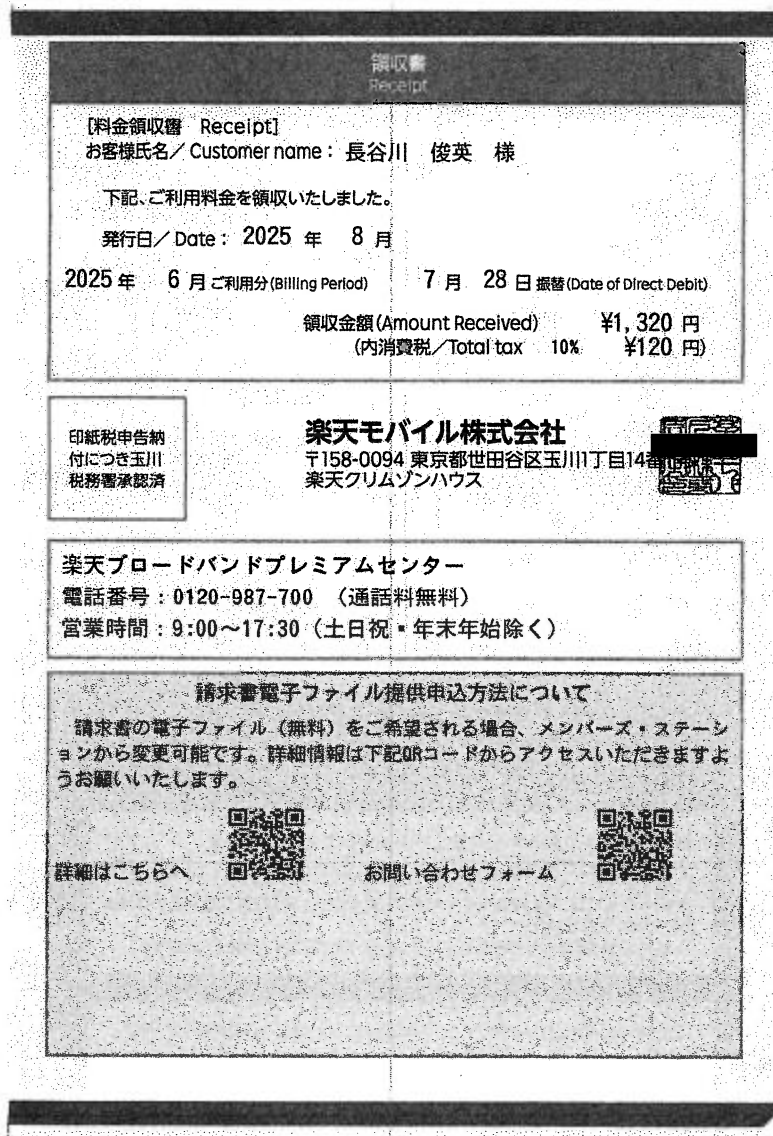 領収書
Receipt
[料金領収書 Receipt]
お客様氏名／Customer name： 長谷川 俊英 様
下記、ご利用料金を領収いたしました。
発行日／Date： 2025 年 8 月
2025 年 6 月 ご利用分(Billing Period) 7 月 28 日 振替(Date of Direct Debit)
領収金額(Amount Received) ¥1,320 円
(内消費税／Total tax 10% ¥120 円)
印紙税申告納
付につき玉川
税務署承認済
楽天モバイル株式会社
〒158-0094 東京都世田谷区玉川1丁目14番
楽天クリムゾンハウス
楽天ブロードバンドプレミアムセンター
電話番号：0120-987-700 （通話料無料）
営業時間：9:00～17:30（土日祝・年末年始除く）
請求書電子ファイル提供申込方法について
請求書の電子ファイル（無料）をご希望される場合、メンバーズ・ステーシ
ョンから変更可能です。詳細情報は下記QRコードからアクセスいただきますよ
うお願いいたします。
詳細はこちらへ お問い合わせフォーム